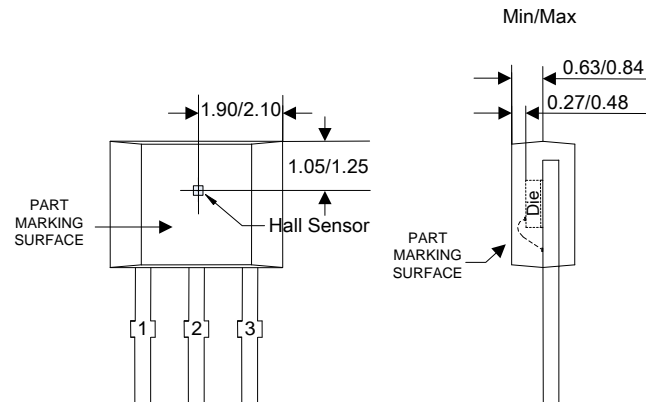 Min/Max
0.63/0.84
0.27/0.48
1.90/2.10
1.05/1.25
PART
MARKING
SURFACE
Hall Sensor
Die
PART
MARKING
SURFACE
1 2 3